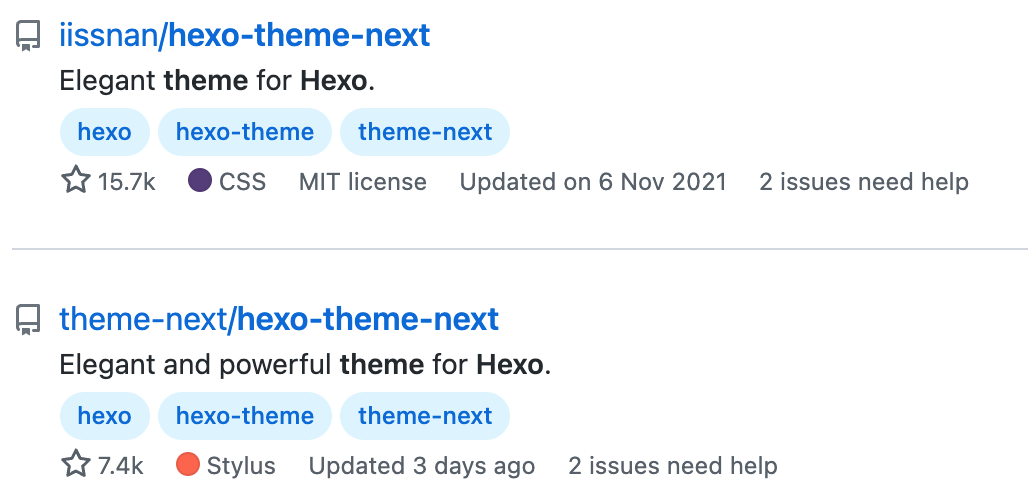 iissnan/hexo-theme-next
Elegant theme for Hexo.
hexo hexo-theme theme-next
15.7k CSS MIT license Updated on 6 Nov 2021 2 issues need help
theme-next/hexo-theme-next
Elegant and powerful theme for Hexo.
hexo hexo-theme theme-next
7.4k Stylus Updated 3 days ago 2 issues need help